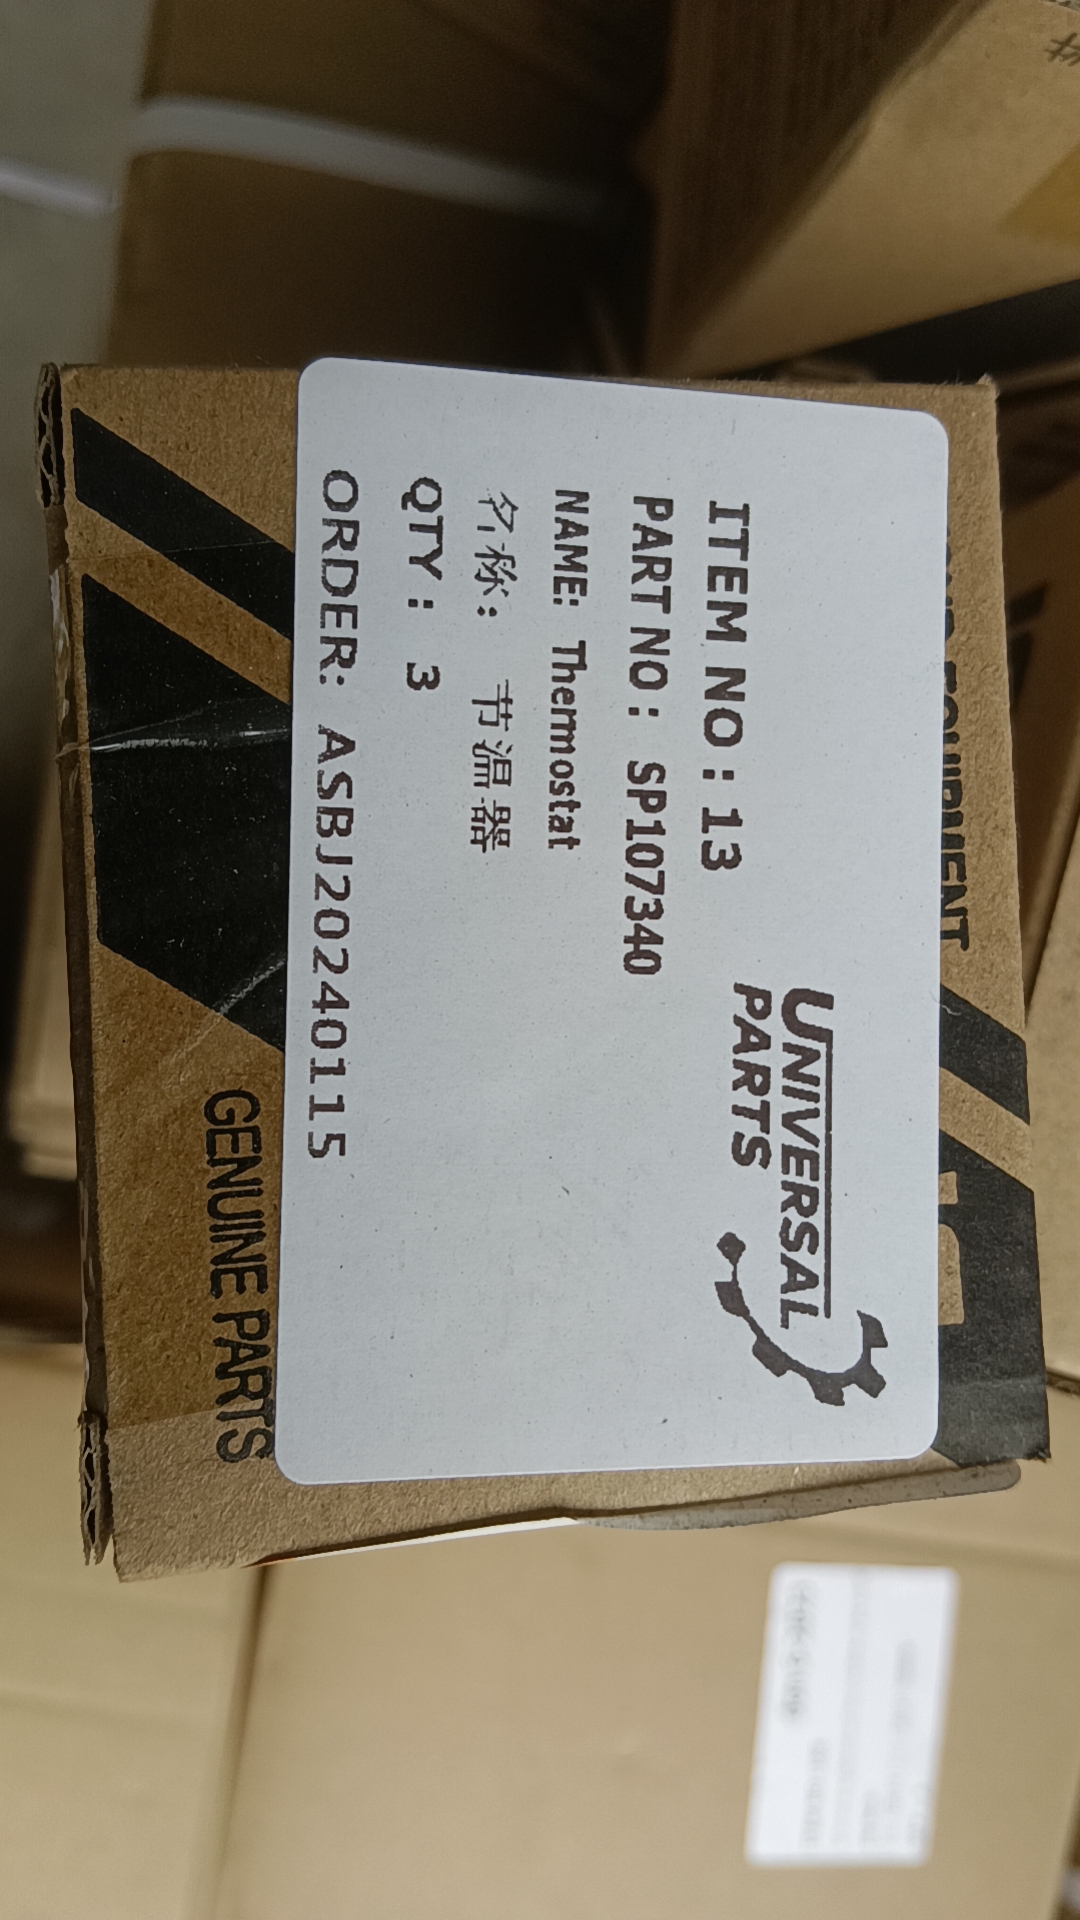 UNIVERSAL
PARTS
ITEM NO : 13
PART NO : SP107340
NAME: Thermostat
名称: 节温器
QTY : 3
ORDER: ASBJ20240115
EQUIPMENT
GENUINE PARTS
#